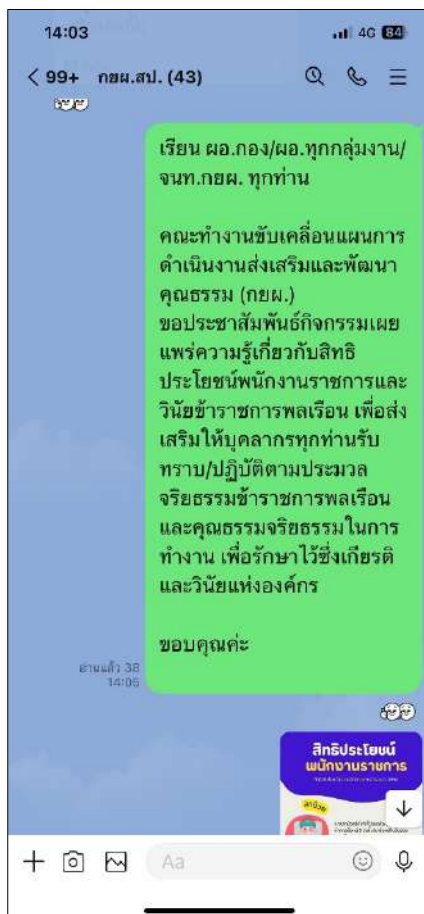 14:03
4G 84
99+ กยผ.สป. (43)
เรียน ผอ.กอง/ผอ.ทุกกลุ่มงาน/
จนท.กยผ. ทุกท่าน
คณะทำงานขับเคลื่อนแผนการ
ดำเนินงานส่งเสริมและพัฒนา
คุณธรรม (กยผ.)
ขอประชาสัมพันธ์กิจกรรมเผย
แพร่ความรู้เกี่ยวกับสิทธิ
ประโยชน์พนักงานราชการและ
วินัยข้าราชการพลเรือน เพื่อส่ง
เสริมให้บุคลากรทุกท่านรับ
ทราบ/ปฏิบัติตามประมวล
จริยธรรมข้าราชการพลเรือน
และคุณธรรมจริยธรรมในการ
ทำงาน เพื่อรักษาไว้ซึ่งเกียรติ
และวินัยแห่งองค์กร
ขอบคุณค่ะ
อ่านแล้ว 38
14:05
สิทธิประโยชน์
พนักงานราชการ
ลาป่วย
Aa